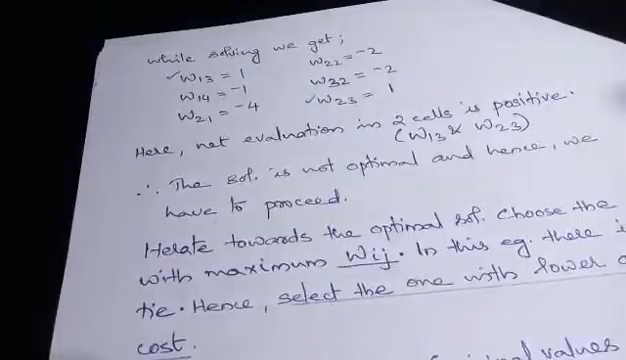 while solving we get;
✓W13 = 1 W22 = -2
W14 = -1 W32 = -2
W21 = -4 ✓W23 = 1
Here, net evaluation in 2 cells is positive.
(W13 & W23)
∴ The sol. is not optimal and hence, we
have to proceed.
Iterate towards the optimal sol. Choose the
with maximum Wij. In this eg. there i
tie. Hence, select the one with lower
cost.
values